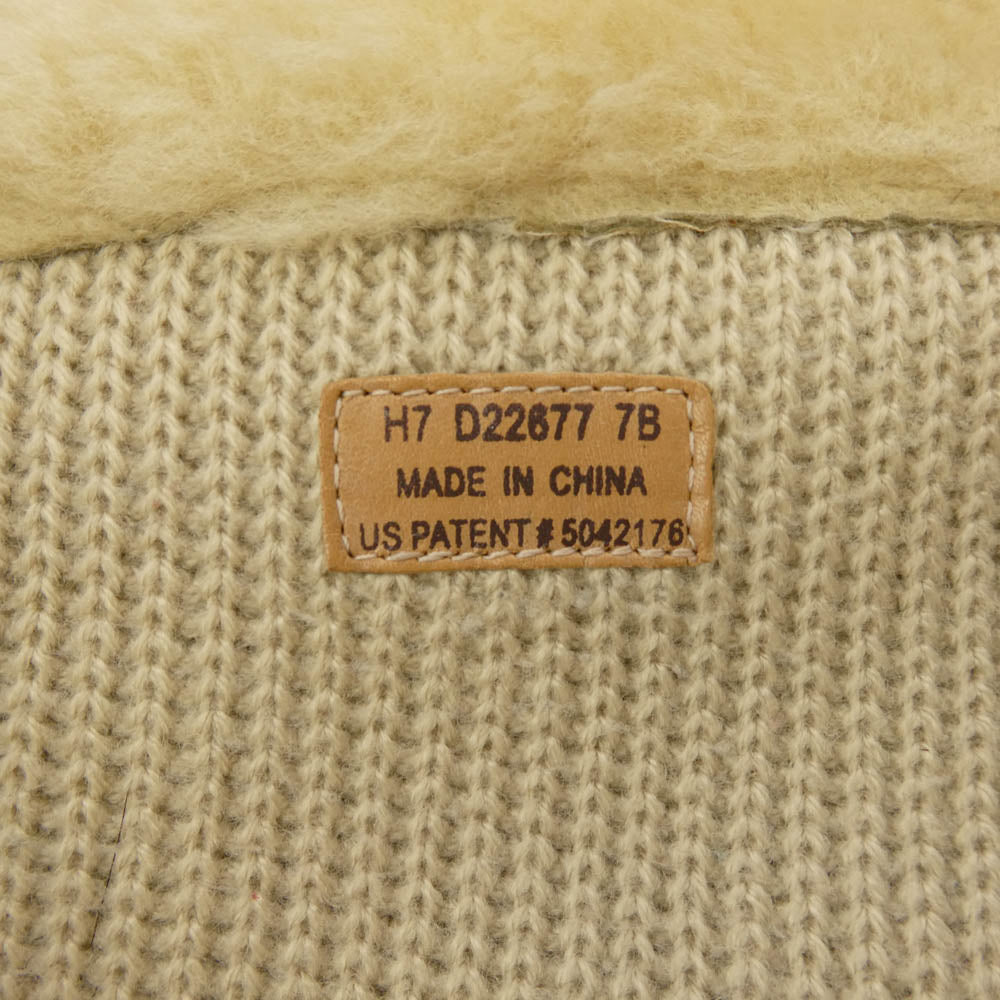 H7 D22677 7B
MADE IN CHINA
US PATENT # 5042176